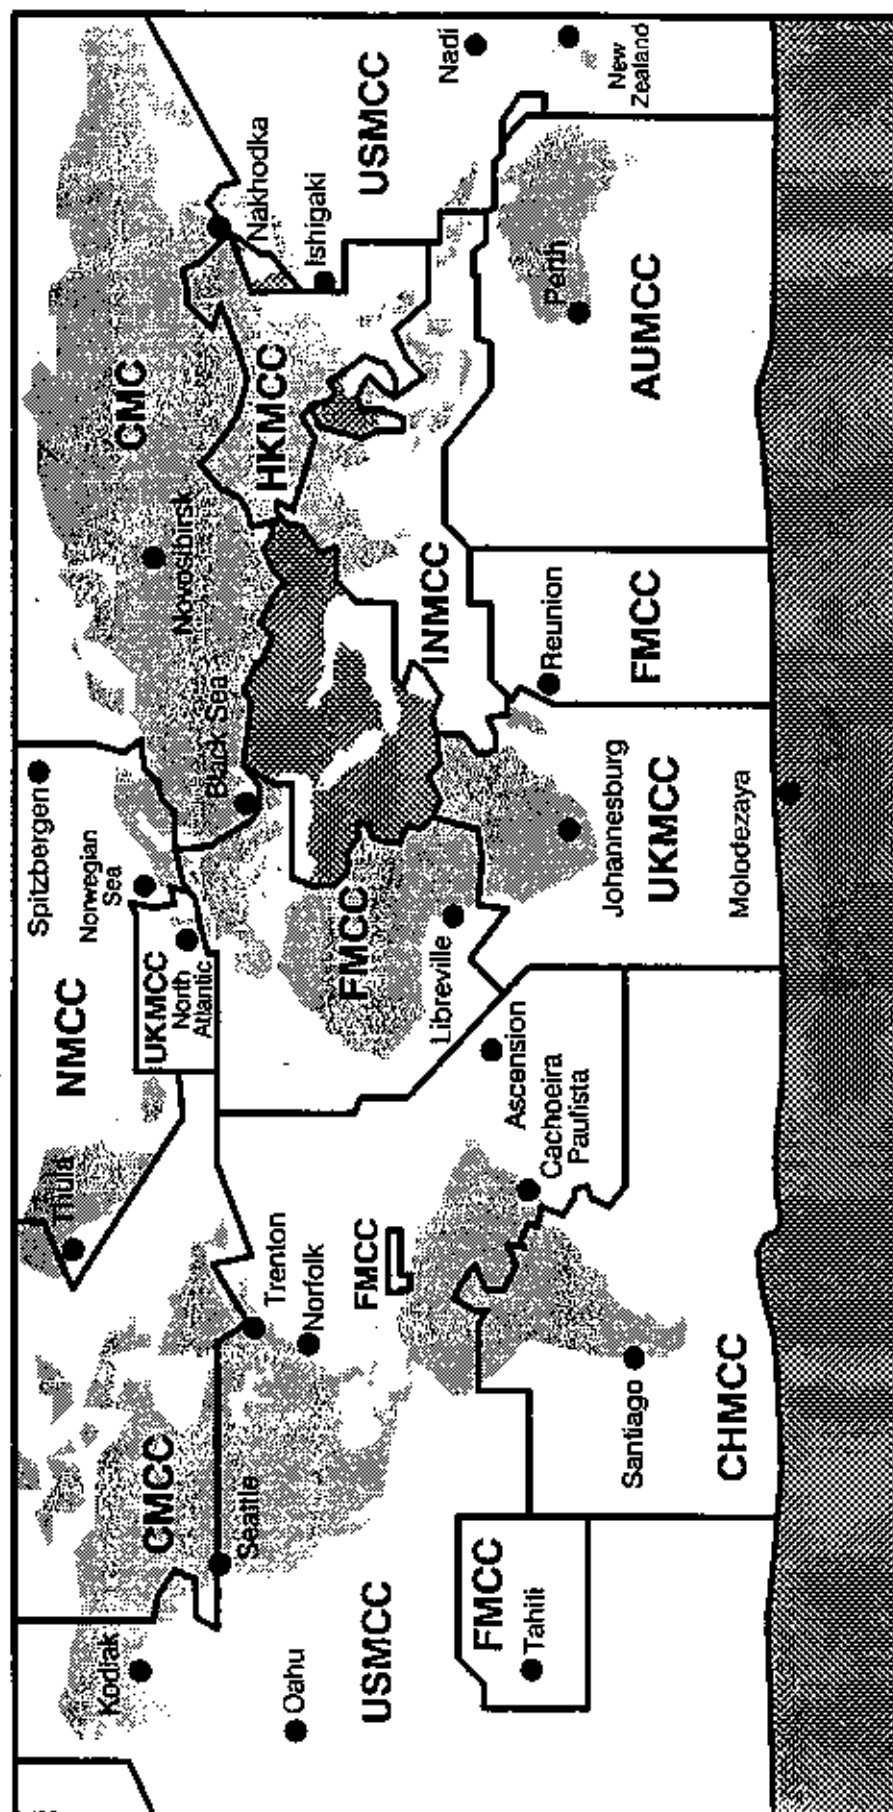 Kodiak
Oahu
USMCC
CMCC
Seattle
FMCC
Tahiti
Thula
Trenton
Norfolk
FMCC
Santiago
CHMCC
NMCC
UKMCC
North
Atlantic
Spitzbergen
Norwegian
Sea
Ascension
Cachoeira
Paufista
FMCC
Libreville
Black Sea
Johannesburg
UKMCC
Molodezaya
Novosibirsk
CMC
HKMCC
INMCC
Reunion
FMCC
Nakhodka
Ishigaki
USMCC
Nadi
New
Zealand
Perth
AUMCC